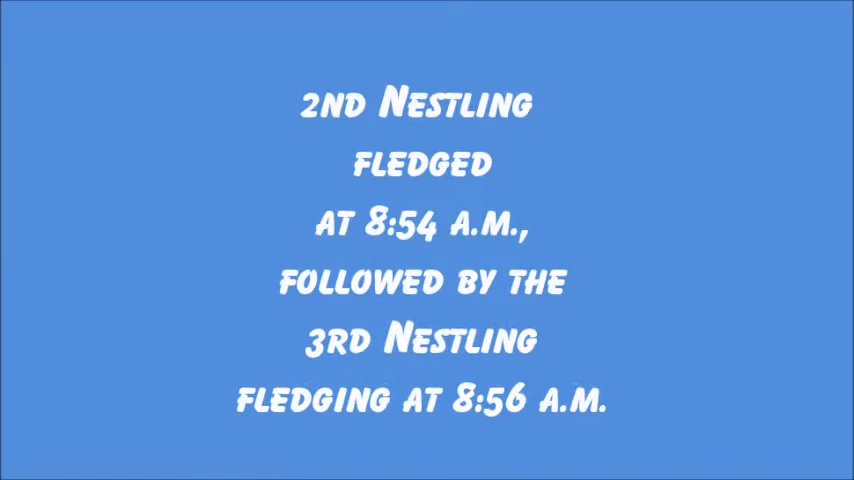 2nd Nestling
fledged
at 8:54 a.m.,
followed by the
3rd Nestling
fledging at 8:56 a.m.